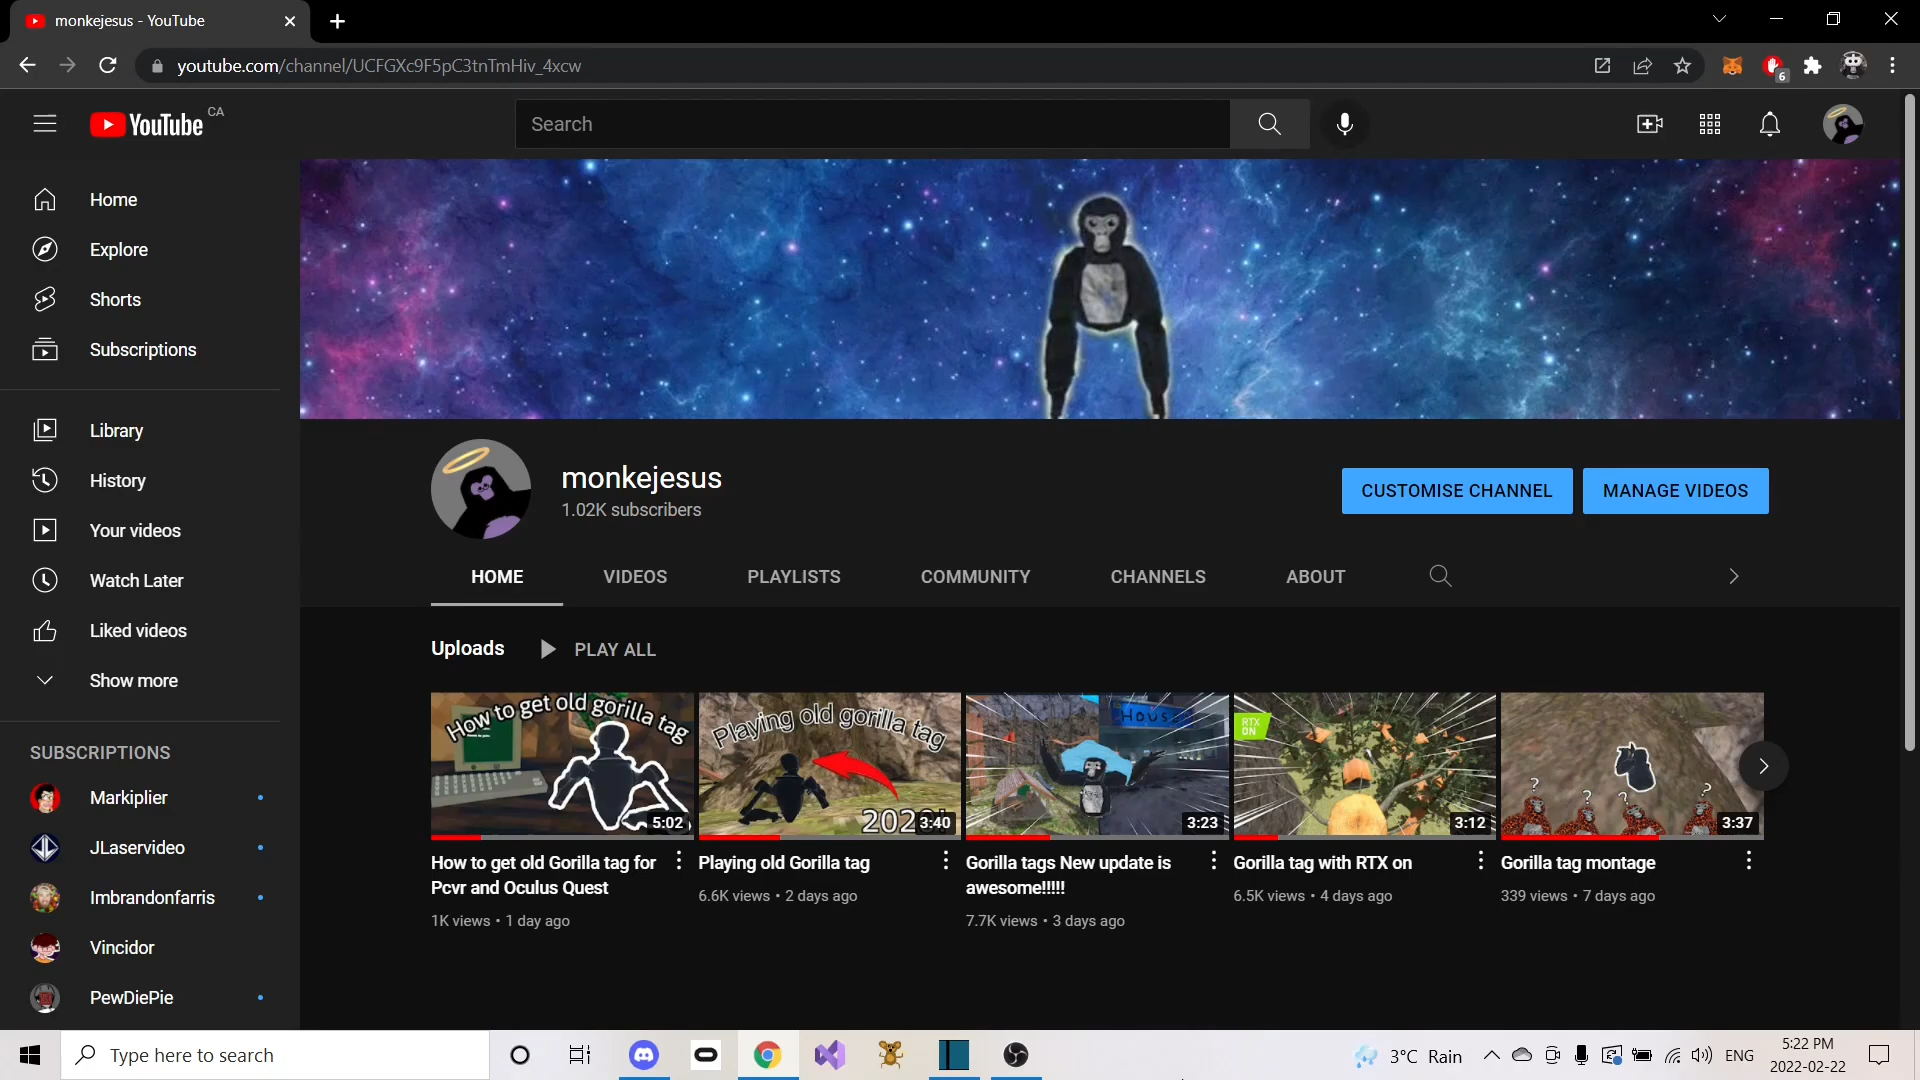 monkejesus - YouTube
youtube.com/channel/UCFGXc9F5pC3tnTmHiv_4xcw
6
YouTube CA
Search
Home
Explore
Shorts
Subscriptions
Library
History
Your videos
Watch Later
Liked videos
Show more
SUBSCRIPTIONS
Markiplier
JLaservideo
Imbrandonfarris
Vincidor
PewDiePie
monkejesus
1.02K subscribers
CUSTOMISE CHANNEL
MANAGE VIDEOS
HOME
VIDEOS
PLAYLISTS
COMMUNITY
CHANNELS
ABOUT
Uploads
PLAY ALL
How to get old gorilla tag
5:02
How to get old Gorilla tag for
Pcvr and Oculus Quest
1K views • 1 day ago
Playing old gorilla tag
3:40
Playing old Gorilla tag
6.6K views • 2 days ago
3:23
Gorilla tags New update is
awesome!!!!!
7.7K views • 3 days ago
RTX
ON
3:12
Gorilla tag with RTX on
6.5K views • 4 days ago
? ? ? ?
3:37
Gorilla tag montage
339 views • 7 days ago
Type here to search
3°C Rain
ENG
5:22 PM
2022-02-22